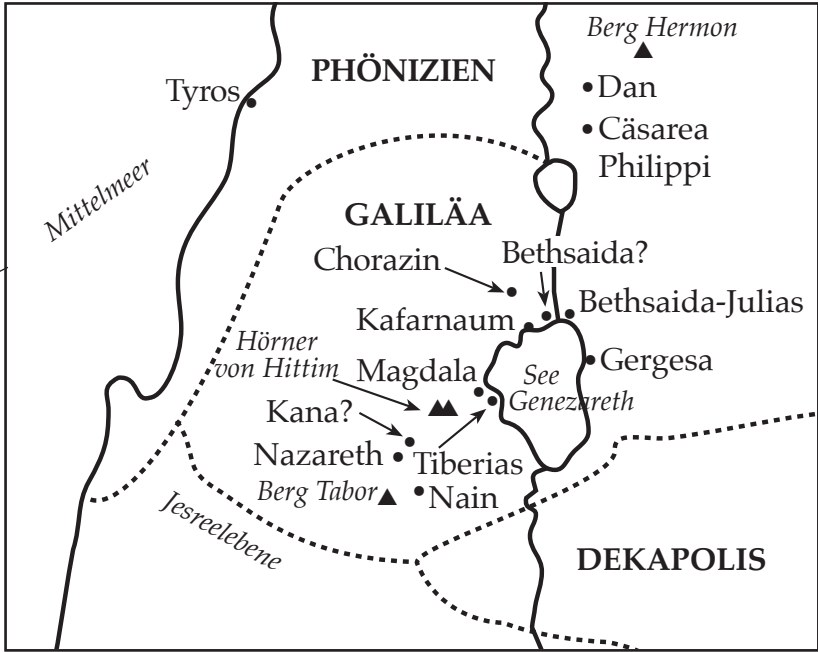 Berg Hermon
PHÖNIZIEN
Tyros
Dan
Cäsarea
Philippi
Mittelmeer
GALILÄA
Bethsaida?
Chorazin
Bethsaida-Julias
Kafarnaum
Hörner
von Hittim
Magdala
See
Genezareth
Gergesa
Kana?
Nazareth
Tiberias
Berg Tabor
Nain
Jesreelebene
DEKAPOLIS